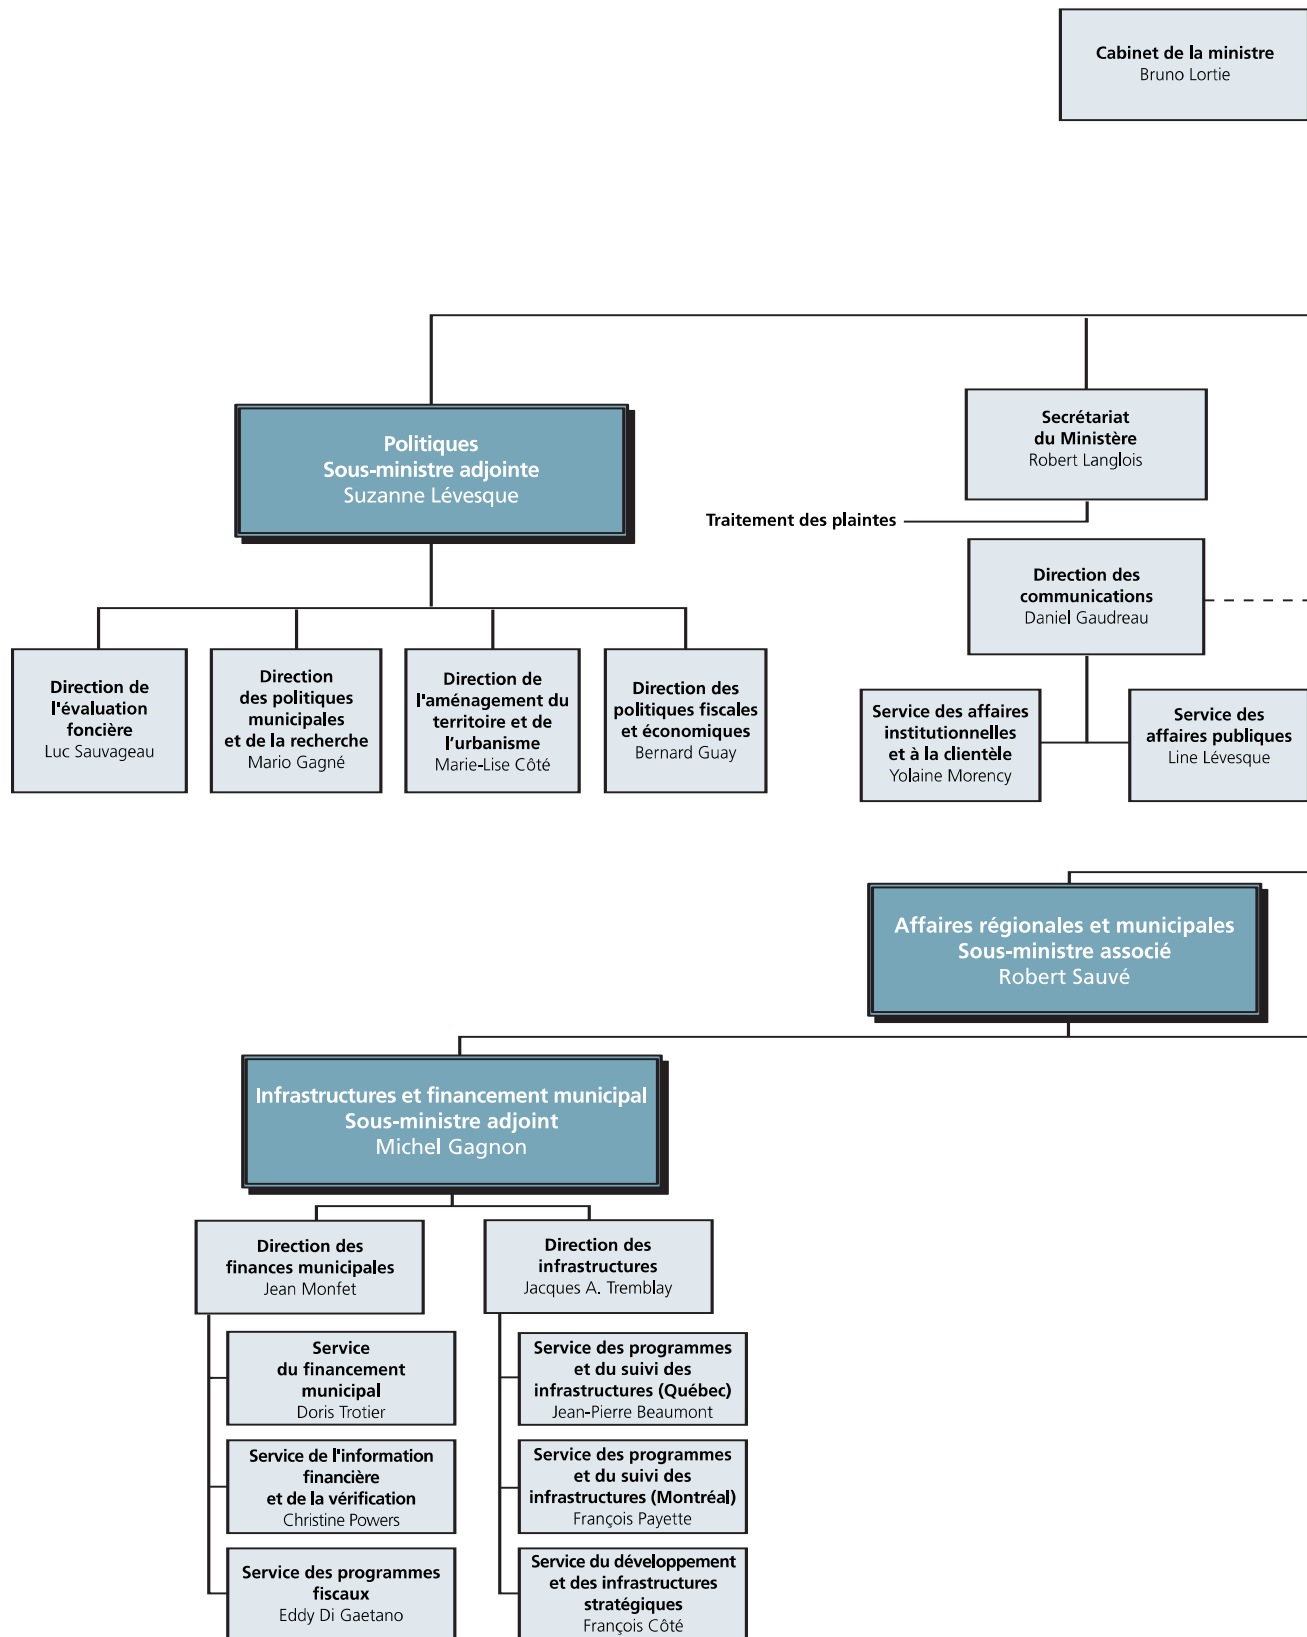 Cabinet de la ministre
Bruno Lortie
Politiques
Sous-ministre adjointe
Suzanne Lévesque
Secrétariat
du Ministère
Robert Langlois
Traitement des plaintes
Direction des
communications
Daniel Gaudreau
Direction de
l'évaluation
foncière
Luc Sauvageau
Direction
des politiques
municipales
et de la recherche
Mario Gagné
Direction de
l'aménagement du
territoire et de
l'urbanisme
Marie-Lise Côté
Direction des
politiques fiscales
et économiques
Bernard Guay
Service des affaires
institutionnelles
et à la clientèle
Yolaine Morency
Service des
affaires publiques
Line Lévesque
Affaires régionales et municipales
Sous-ministre associé
Robert Sauvé
Infrastructures et financement municipal
Sous-ministre adjoint
Michel Gagnon
Direction des
finances municipales
Jean Monfet
Service
du financement
municipal
Doris Trotier
Service de l'information
financière
et de la vérification
Christine Powers
Service des programmes
fiscaux
Eddy Di Gaetano
Direction des
infrastructures
Jacques A. Tremblay
Service des programmes
et du suivi des
infrastructures (Québec)
Jean-Pierre Beaumont
Service des programmes
et du suivi des
infrastructures (Montréal)
François Payette
Service du développement
et des infrastructures
stratégiques
François Côté